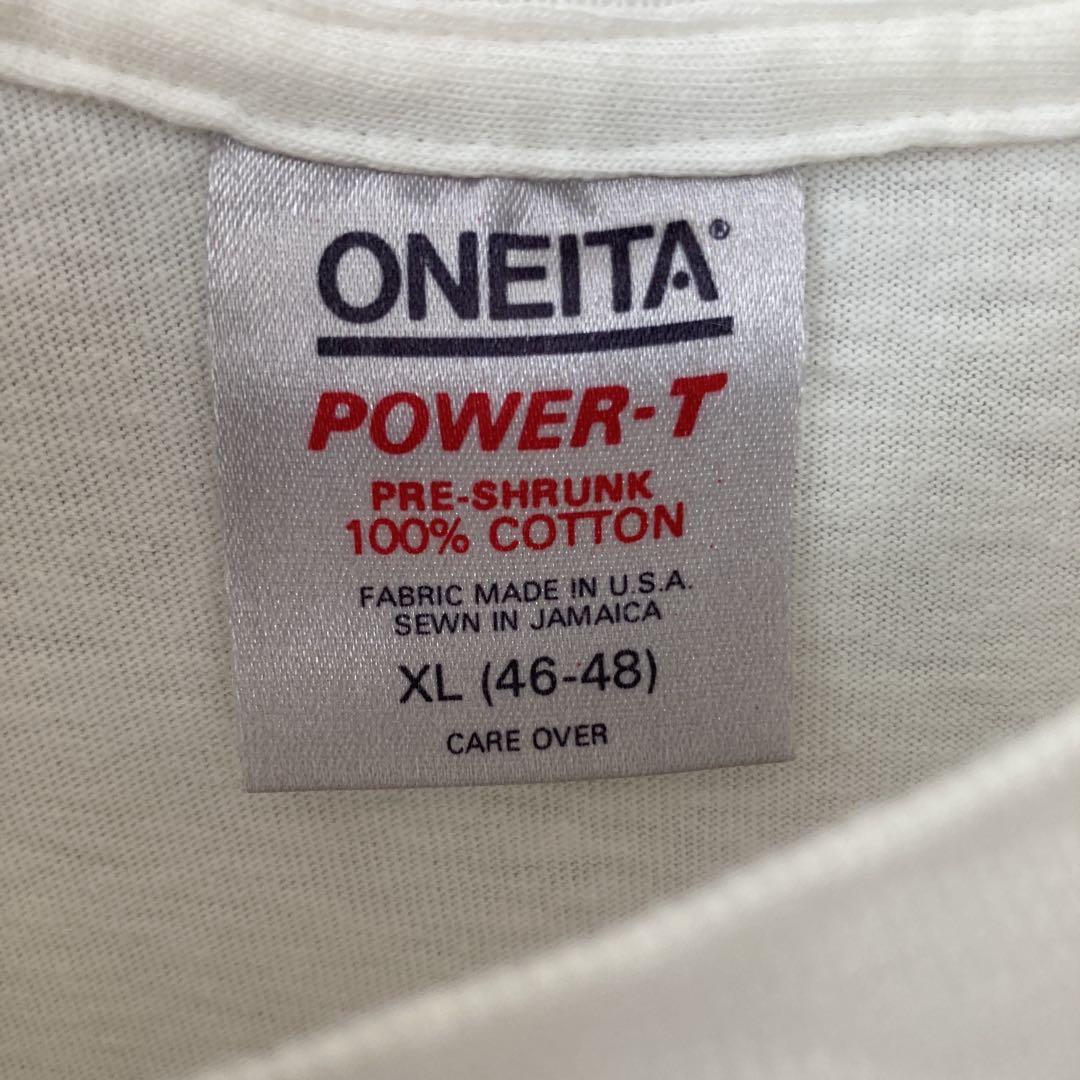 ONEITA®
POWER-T
PRE-SHRUNK
100% COTTON
FABRIC MADE IN U.S.A.
SEWN IN JAMAICA
XL (46-48)
CARE OVER